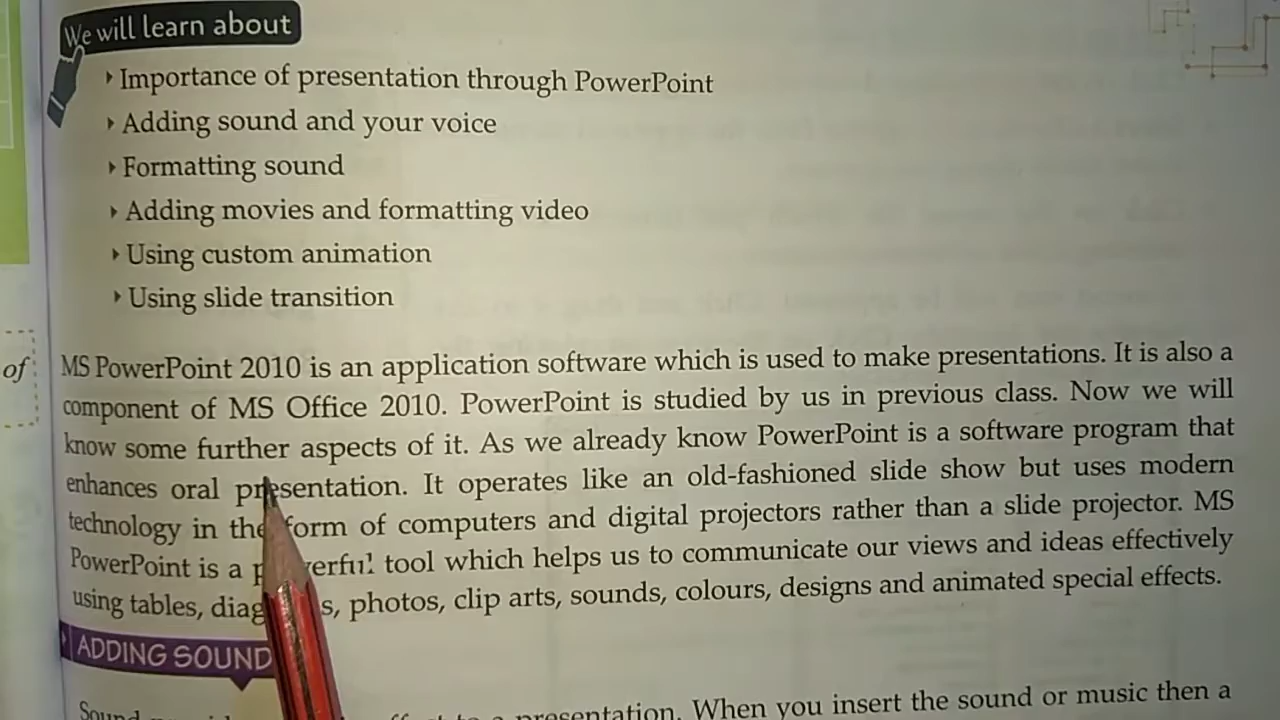 We will learn about
Importance of presentation through PowerPoint
Adding sound and your voice
Formatting sound
Adding movies and formatting video
Using custom animation
Using slide transition
of
MS PowerPoint 2010 is an application software which is used to make presentations. It is also a
component of MS Office 2010. PowerPoint is studied by us in previous class. Now we will
know some further aspects of it. As we already know PowerPoint is a software program that
enhances oral presentation. It operates like an old-fashioned slide show but uses modern
technology in the form of computers and digital projectors rather than a slide projector. MS
PowerPoint is a powerful tool which helps us to communicate our views and ideas effectively
using tables, photos, clip arts, sounds, colours, designs and animated special effects.
ADDING SOUND
Sound to a presentation. When you insert the sound or music then a